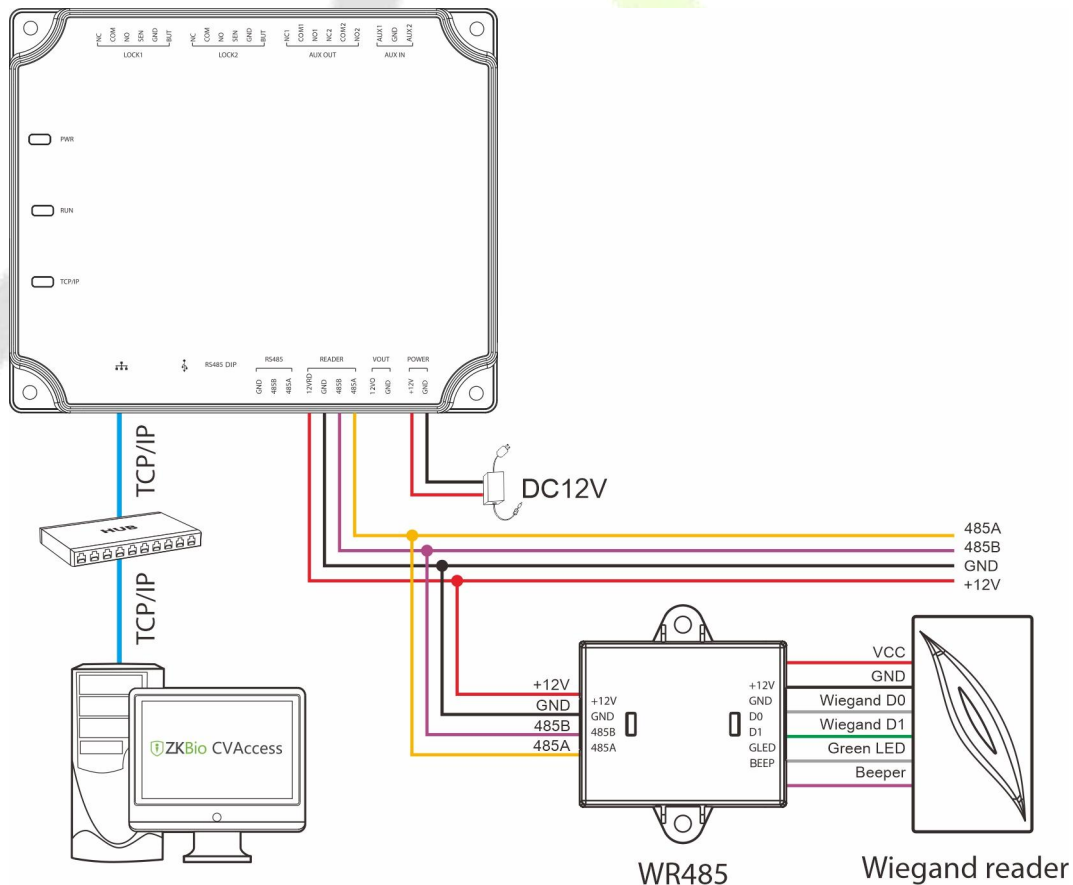 NC COM NO SEN GND BUT
LOCK1
NC COM NO SEN GND BUT
LOCK2
NC1 COM1 NO1 NC2 COM2 NO2
AUX OUT
AUX1 GND AUX2
AUX IN
PWR
RUN
TCP/IP
RS485 DIP
RS485
GND 485B 485A
READER
12VRD GND 485B 485A
VOUT
12VO GND
POWER
+12V GND
TCP/IP
HUB
TCP/IP
ZKBio CVAccess
DC12V
485A
485B
GND
+12V
+12V
GND
485B
485A
+12V
GND
485B
485A
+12V
GND
D0
D1
GLED
BEEP
WR485
VCC
GND
Wiegand D0
Wiegand D1
Green LED
Beeper
Wiegand reader